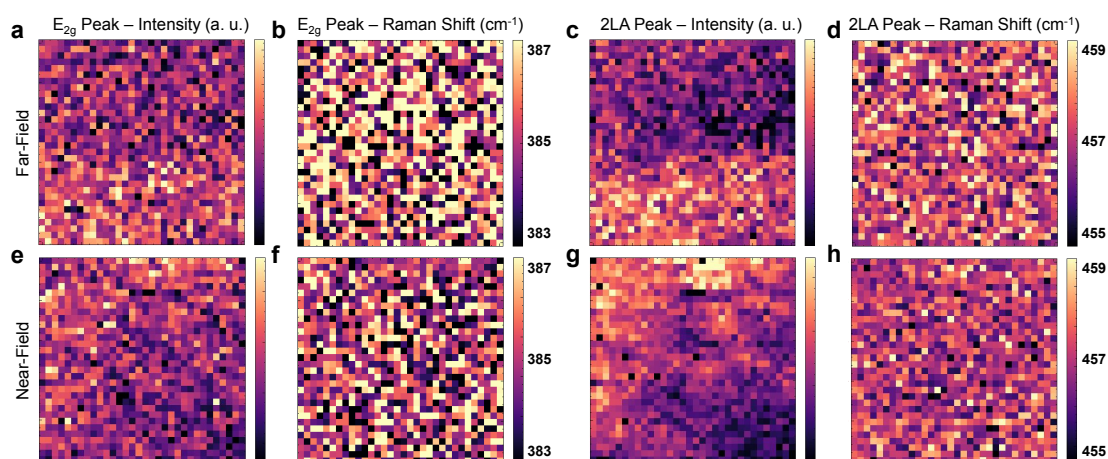 E2g Peak – Intensity (a. u.)
E2g Peak – Raman Shift (cm-1)
2LA Peak – Intensity (a. u.)
2LA Peak – Raman Shift (cm-1)
a
b
c
d
Far-Field
387
385
383
459
457
455
e
f
g
h
Near-Field
387
385
383
459
457
455